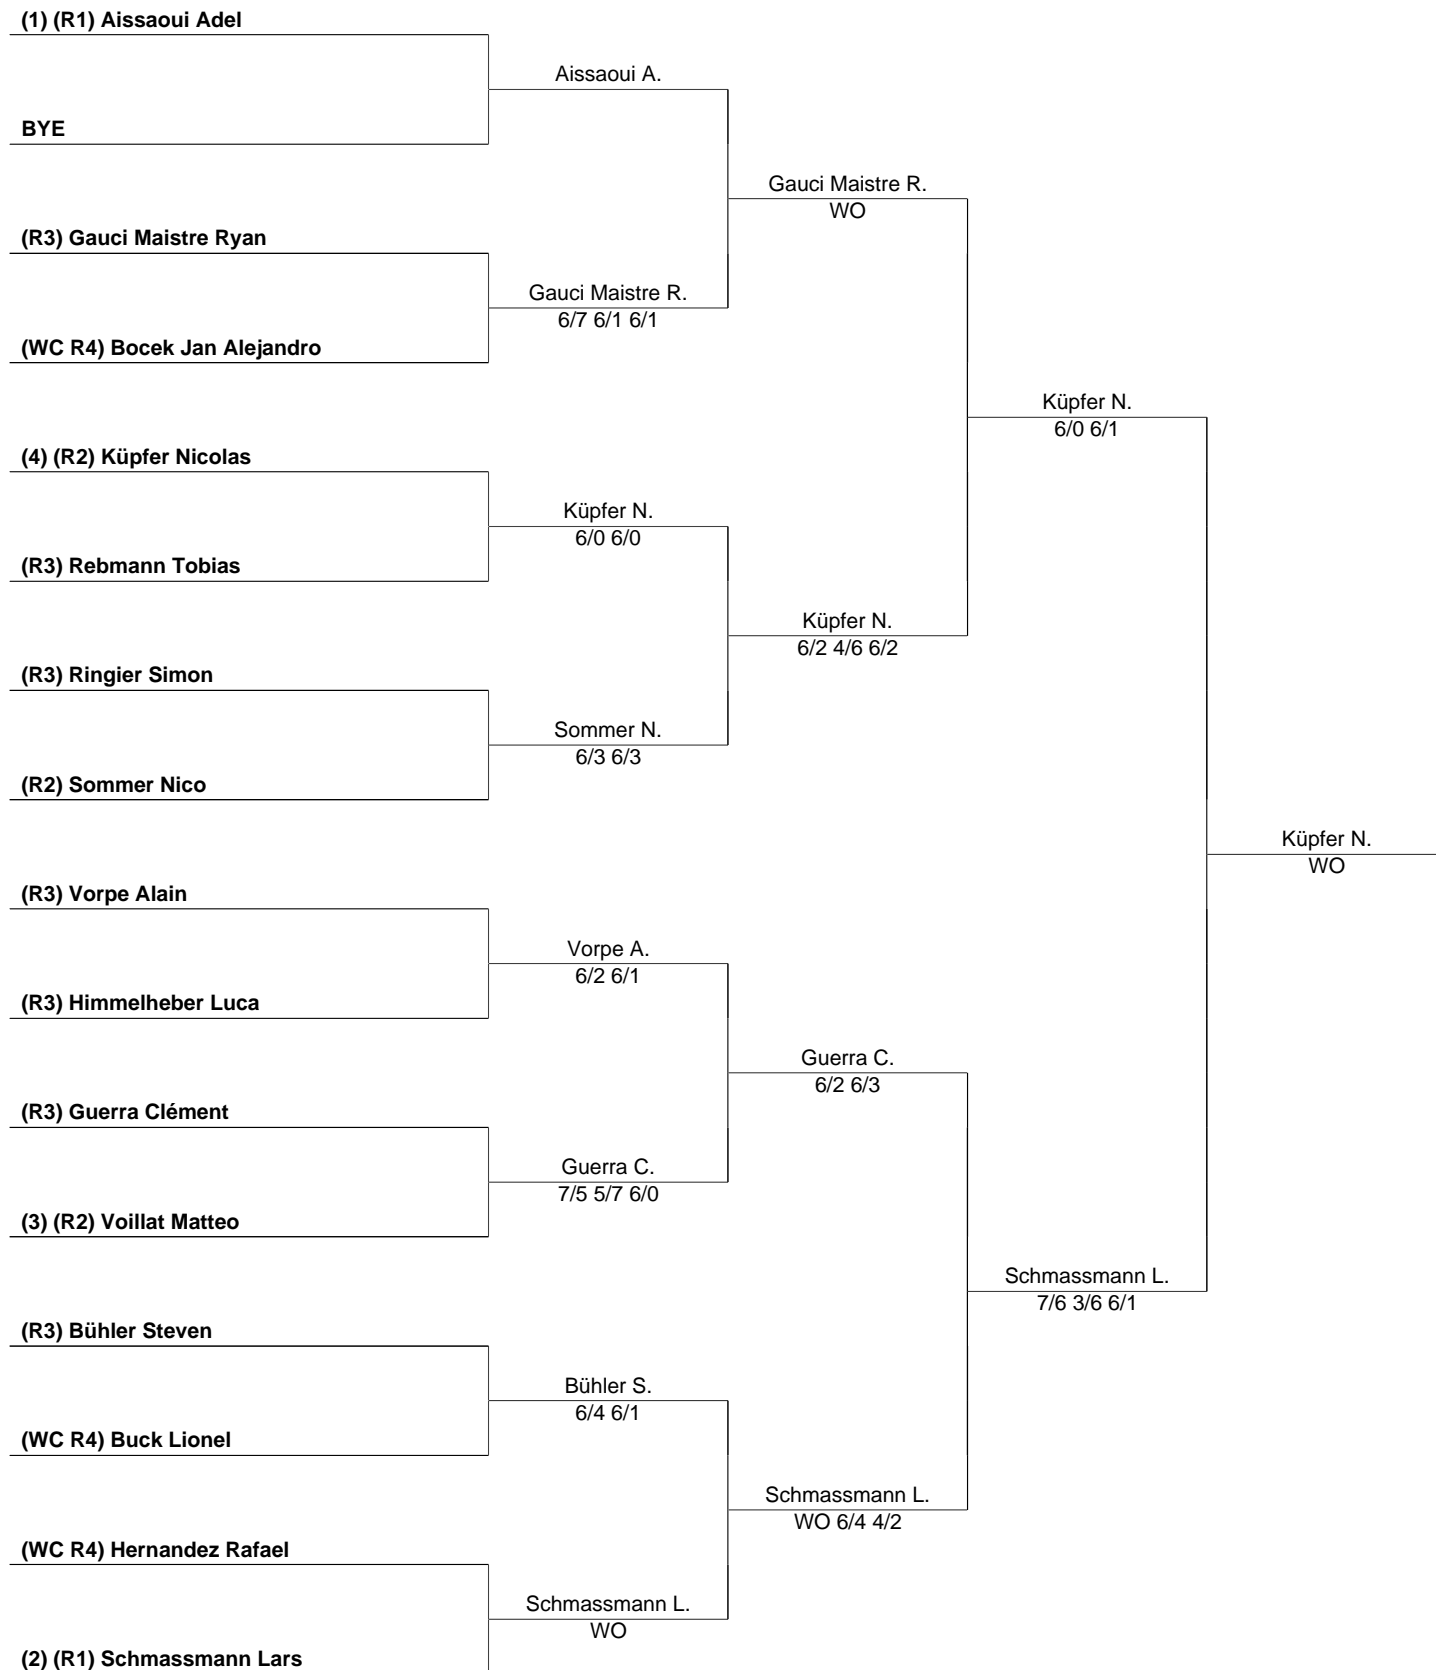 (1) (R1) Aissaoui Adel
Aissaoui A.
BYE
Gauci Maistre R.
WO
(R3) Gauci Maistre Ryan
Gauci Maistre R.
6/7 6/1 6/1
(WC R4) Bocek Jan Alejandro
Küpfer N.
6/0 6/1
(4) (R2) Küpfer Nicolas
Küpfer N.
6/0 6/0
(R3) Rebmann Tobias
Küpfer N.
6/2 4/6 6/2
(R3) Ringier Simon
Sommer N.
6/3 6/3
(R2) Sommer Nico
Küpfer N.
WO
(R3) Vorpe Alain
Vorpe A.
6/2 6/1
(R3) Himmelheber Luca
Guerra C.
6/2 6/3
(R3) Guerra Clément
Guerra C.
7/5 5/7 6/0
(3) (R2) Voillat Matteo
Schmassmann L.
7/6 3/6 6/1
(R3) Bühler Steven
Bühler S.
6/4 6/1
(WC R4) Buck Lionel
Schmassmann L.
WO 6/4 4/2
(WC R4) Hernandez Rafael
Schmassmann L.
WO
(2) (R1) Schmassmann Lars